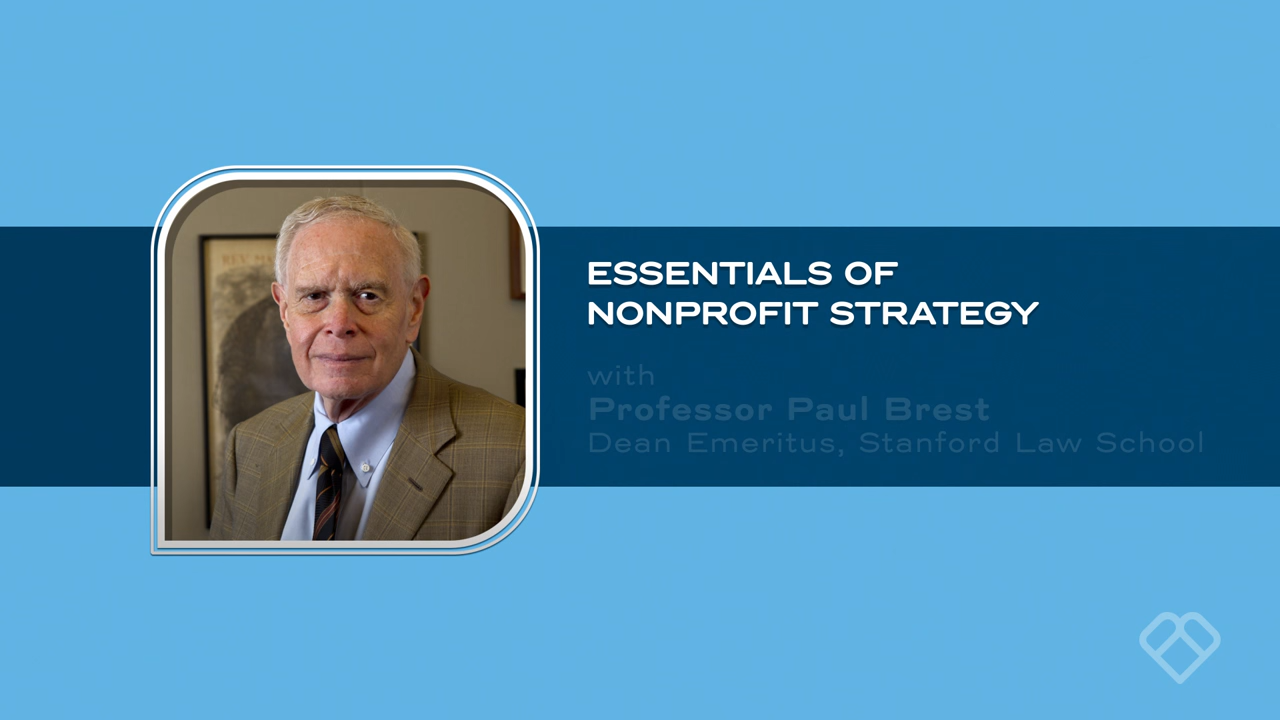 ESSENTIALS OF
NONPROFIT STRATEGY
with
Professor Paul Brest
Dean Emeritus, Stanford Law School